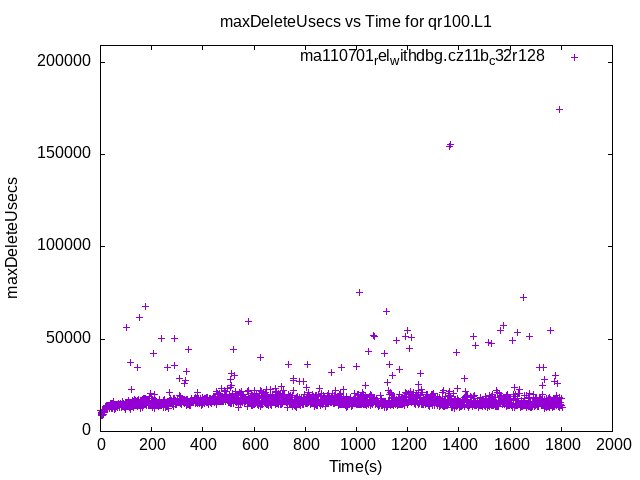 maxDeleteUsecs vs Time for qr100.L1
ma110701relwithdbg.cz11bc32r128
200000
150000
100000
50000
0
maxDeleteUsecs
0 200 400 600 800 1000 1200 1400 1600 1800 2000
Time(s)